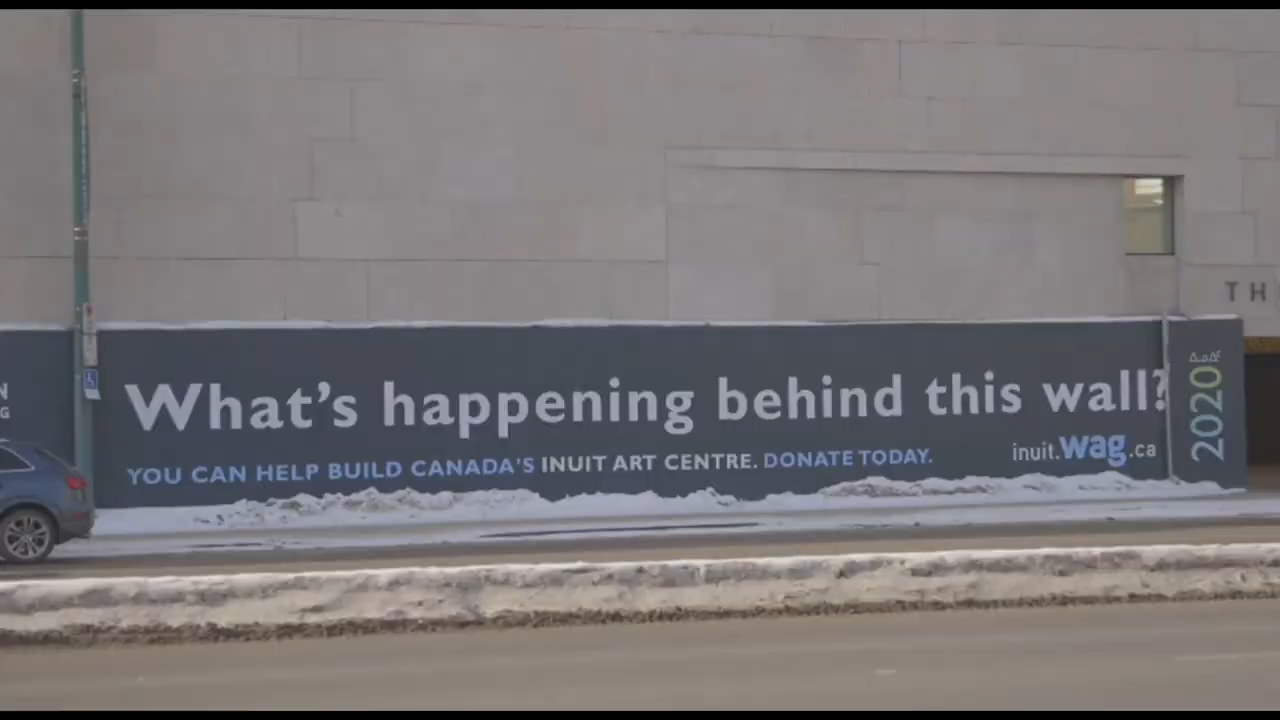 TH
What's happening behind this wall?
YOU CAN HELP BUILD CANADA'S INUIT ART CENTRE. DONATE TODAY.
inuit.wag.ca
2020
N
G